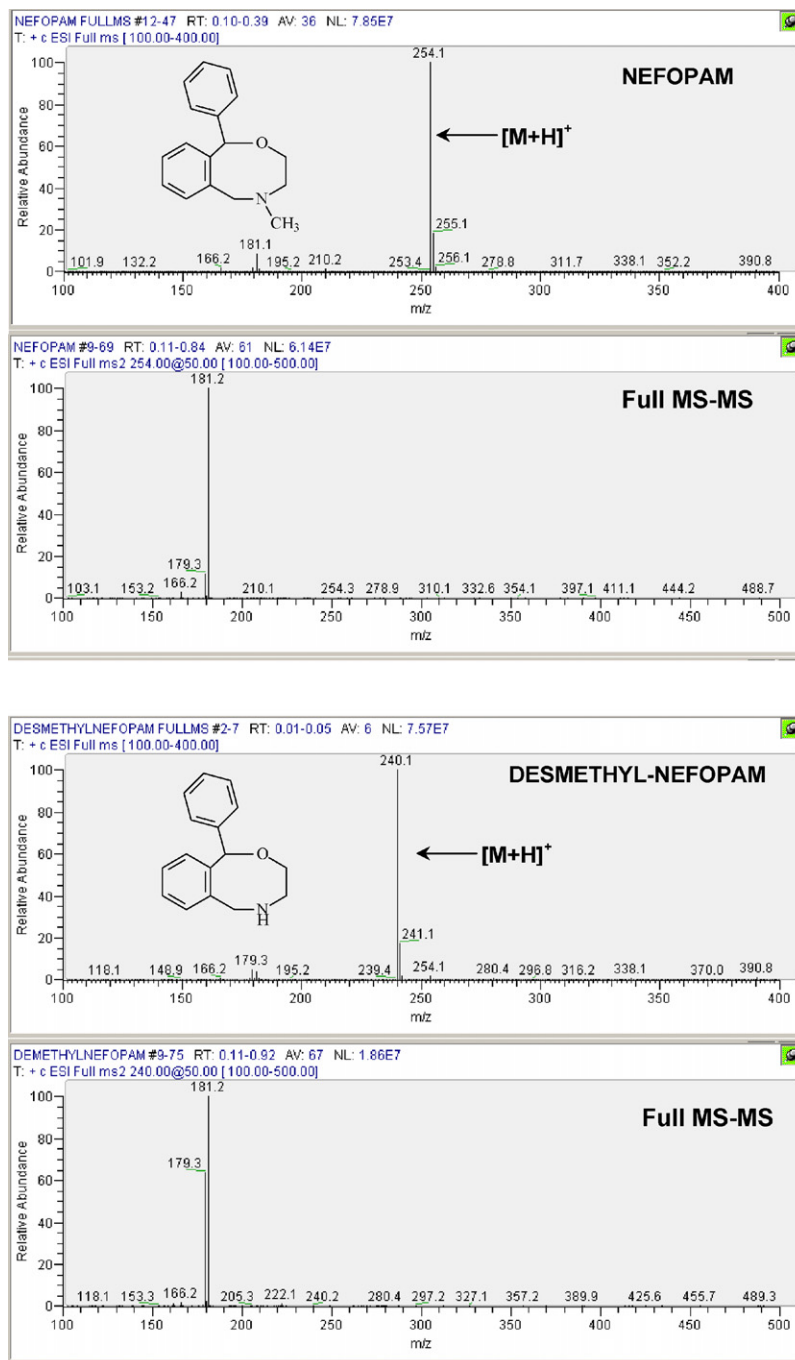 NEFOPAM FULLMS #12-47 RT: 0.10-0.39 AV: 36 NL: 7.85E7
T: + c ESI Full ms [ 100.00-400.00]
NEFOPAM
[M+H]+
Relative Abundance
100
80
60
40
20
0
O
N
CH3
254.1
255.1
181.1
101.9 132.2 166.2 195.2 210.2 253.4 256.1 278.8 311.7 338.1 352.2 390.8
100 150 200 250 300 350 400
m/z
NEFOPAM #9-69 RT: 0.11-0.84 AV: 61 NL: 6.14E7
T: + c ESI Full ms2 254.00@50.00 [ 100.00-500.00]
Full MS-MS
Relative Abundance
100
80
60
40
20
0
181.2
179.3
103.1 153.2 166.2 210.1 254.3 278.9 310.1 332.6 354.1 397.1 411.1 444.2 488.7
100 150 200 250 300 350 400 450 500
m/z
DESMETHYLNEFOPAM FULLMS #2-7 RT: 0.01-0.05 AV: 6 NL: 7.57E7
T: + c ESI Full ms [ 100.00-400.00]
DESMETHYL-NEFOPAM
[M+H]+
Relative Abundance
100
80
60
40
20
0
O
N
H
240.1
241.1
118.1 148.9 166.2 179.3 195.2 239.4 254.1 280.4 296.8 316.2 338.1 370.0 390.8
100 150 200 250 300 350 400
m/z
DEMETHYLNEFOPAM #9-75 RT: 0.11-0.92 AV: 67 NL: 1.86E7
T: + c ESI Full ms2 240.00@50.00 [ 100.00-500.00]
Full MS-MS
Relative Abundance
100
80
60
40
20
0
181.2
179.3
118.1 153.3 166.2 205.3 222.1 240.2 280.4 297.2 327.1 357.2 389.9 425.6 455.7 489.3
100 150 200 250 300 350 400 450 500
m/z